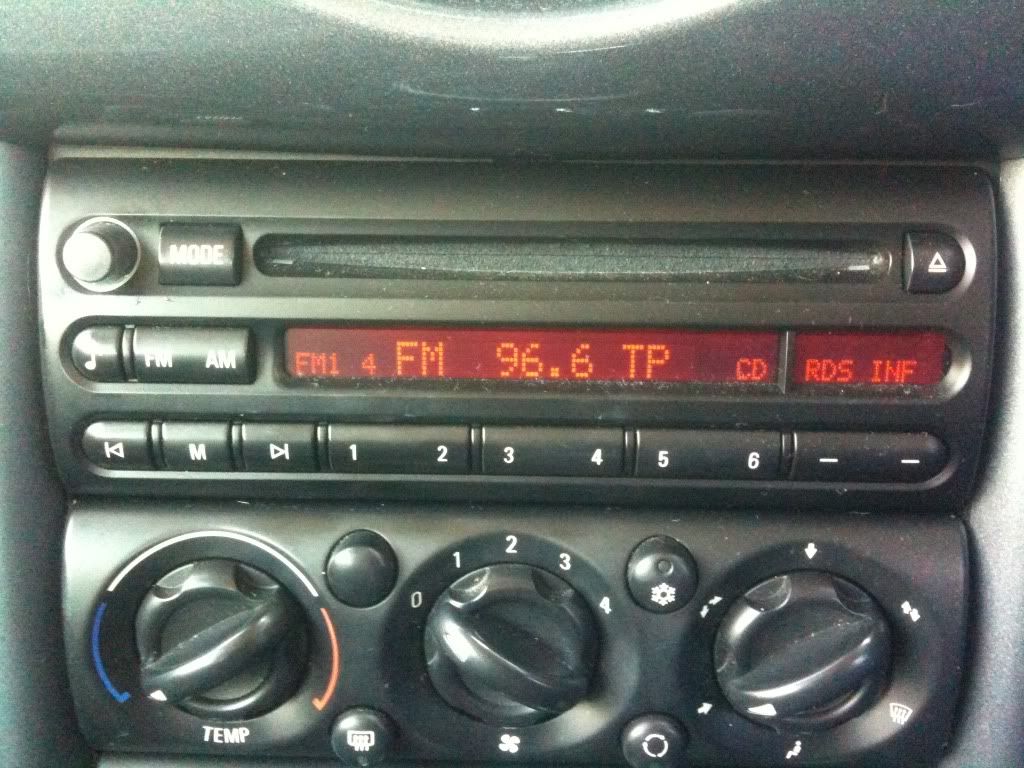 MODE
FM AM
FM1 4 FM 96.6 TP CD RDS INF
M 1 2 3 4 5 6
0 1 2 3 4
TEMP